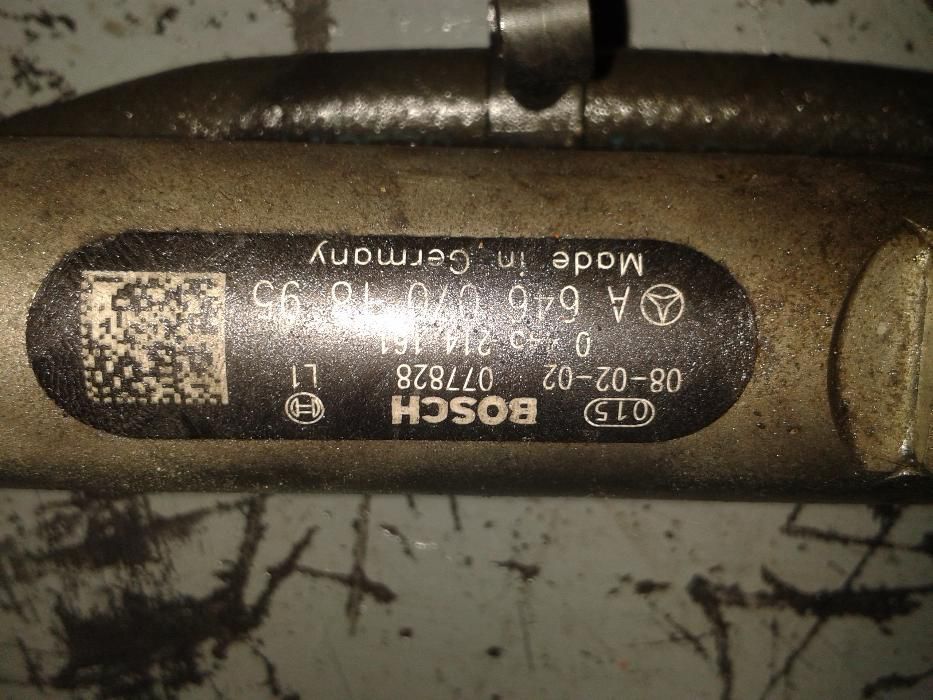 015 BOSCH
08-02-02 077828 L1
0 445 214 161
A 646 070 18 95
Made in Germany